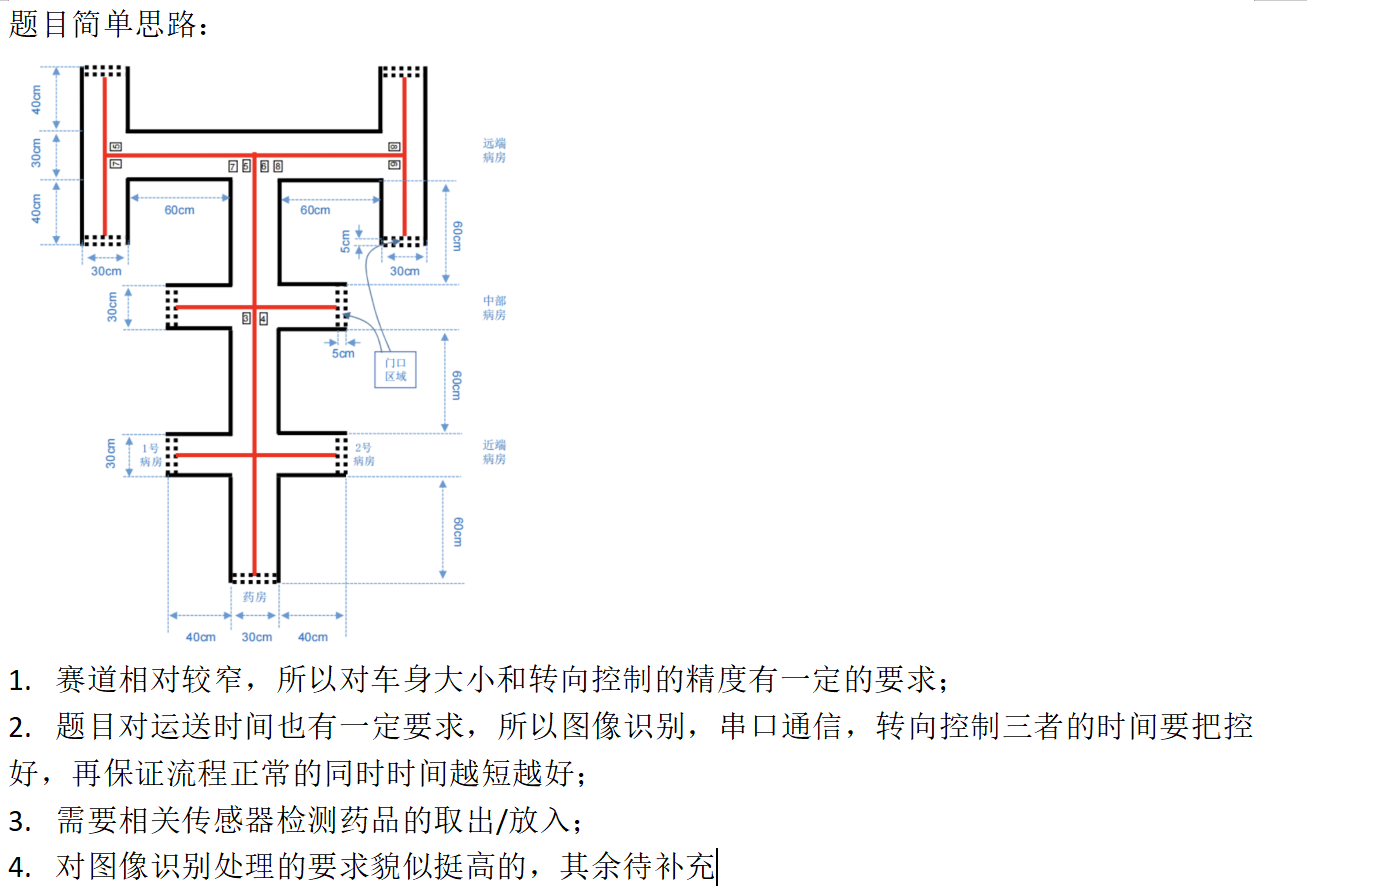 题目简单思路：
40cm
30cm
40cm
5
7
7
5
6
8
8
6
远端
病房
60cm
60cm
60cm
5cm
30cm
30cm
30cm
3
4
中部
病房
5cm
门口
区域
60cm
30cm
1号
病房
2号
病房
近端
病房
60cm
药房
40cm
30cm
40cm
1. 赛道相对较窄，所以对车身大小和转向控制的精度有一定的要求；
2. 题目对运送时间也有一定要求，所以图像识别，串口通信，转向控制三者的时间要把控
好，再保证流程正常的同时时间越短越好；
3. 需要相关传感器检测药品的取出/放入；
4. 对图像识别处理的要求貌似挺高的，其余待补充